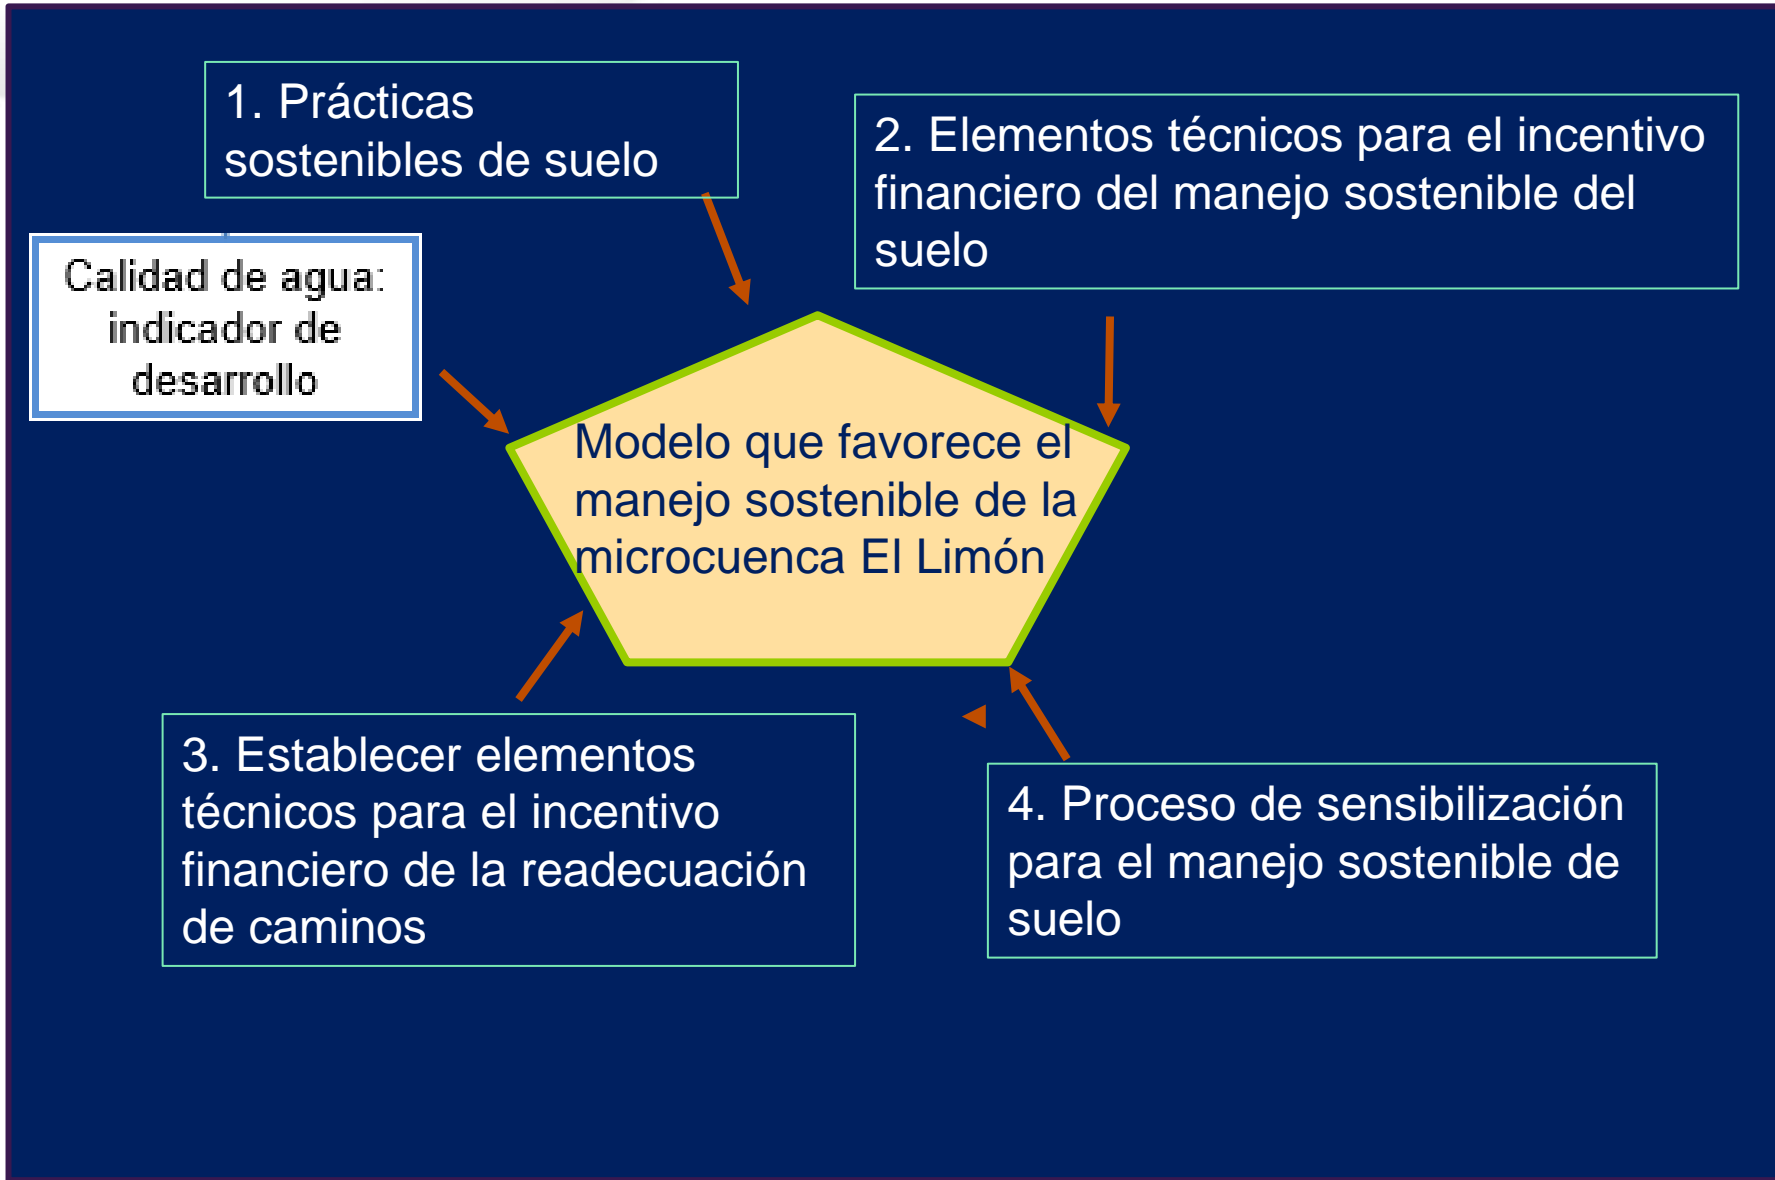 1. Prácticas
sostenibles de suelo
2. Elementos técnicos para el incentivo
financiero del manejo sostenible del
suelo
Calidad de agua:
indicador de
desarrollo
Modelo que favorece el
manejo sostenible de la
microcuenca El Limón
3. Establecer elementos
técnicos para el incentivo
financiero de la readecuación
de caminos
4. Proceso de sensibilización
para el manejo sostenible de
suelo